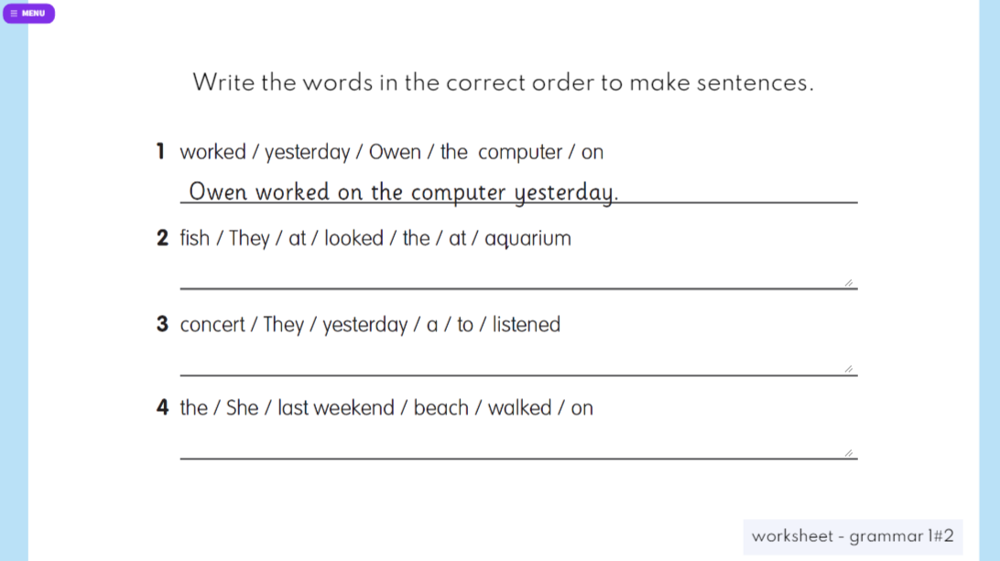 MENU
Write the words in the correct order to make sentences.
1 worked / yesterday / Owen / the computer / on
Owen worked on the computer yesterday.
2 fish / They / at / looked / the / at / aquarium
3 concert / They / yesterday / a / to / listened
4 the / She / last weekend / beach / walked / on
worksheet - grammar 1#2